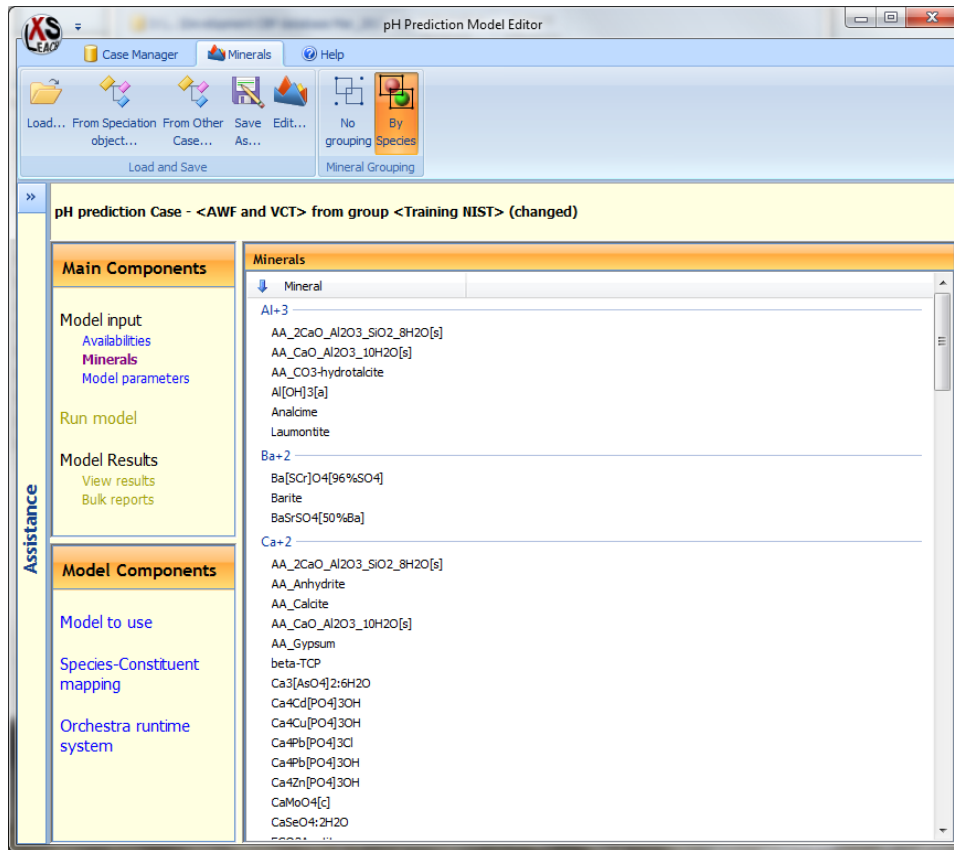 pH Prediction Model Editor
XS
LEACH
Case Manager
Minerals
Help
Load...
From Speciation object...
From Other Case...
Save As...
Edit...
No grouping
By Species
Load and Save
Mineral Grouping
»
pH prediction Case - <AWF and VCT> from group <Training NIST> (changed)
Assistance
Main Components
Model input
Availabilities
Minerals
Model parameters
Run model
Model Results
View results
Bulk reports
Model Components
Model to use
Species-Constituent
mapping
Orchestra runtime
system
Minerals
Mineral
Al+3
AA_2CaO_Al2O3_SiO2_8H2O[s]
AA_CaO_Al2O3_10H2O[s]
AA_CO3-hydrotalcite
Al[OH]3[a]
Analcime
Laumontite
Ba+2
Ba[SCr]O4[96%SO4]
Barite
BaSrSO4[50%Ba]
Ca+2
AA_2CaO_Al2O3_SiO2_8H2O[s]
AA_Anhydrite
AA_Calcite
AA_CaO_Al2O3_10H2O[s]
AA_Gypsum
beta-TCP
Ca3[AsO4]2:6H2O
Ca4Cd[PO4]3OH
Ca4Cu[PO4]3OH
Ca4Pb[PO4]3Cl
Ca4Pb[PO4]3OH
Ca4Zn[PO4]3OH
CaMoO4[c]
CaSeO4:2H2O